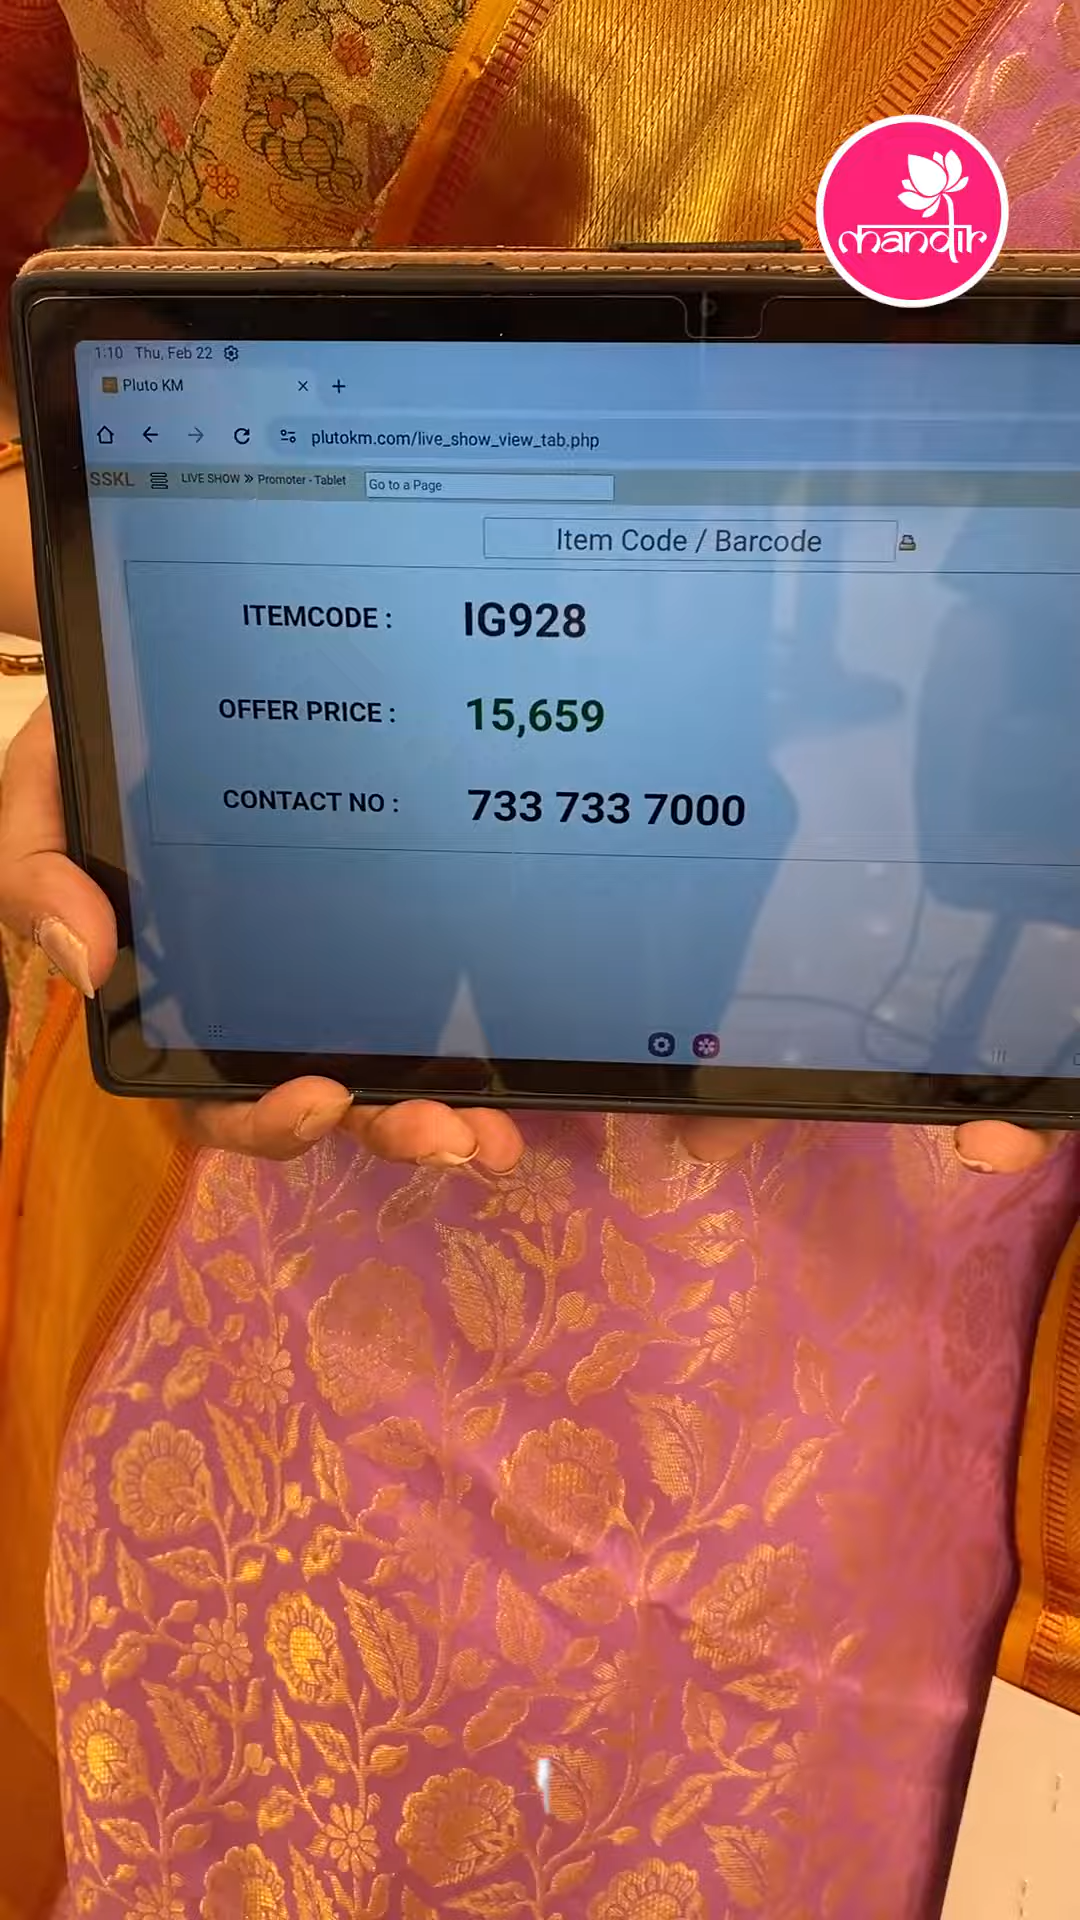 mandir
1:10 Thu, Feb 22
Pluto KM
plutokm.com/live_show_view_tab.php
SSKL LIVE SHOW » Promoter - Tablet Go to a Page
Item Code / Barcode
ITEMCODE : IG928
OFFER PRICE : 15,659
CONTACT NO : 733 733 7000